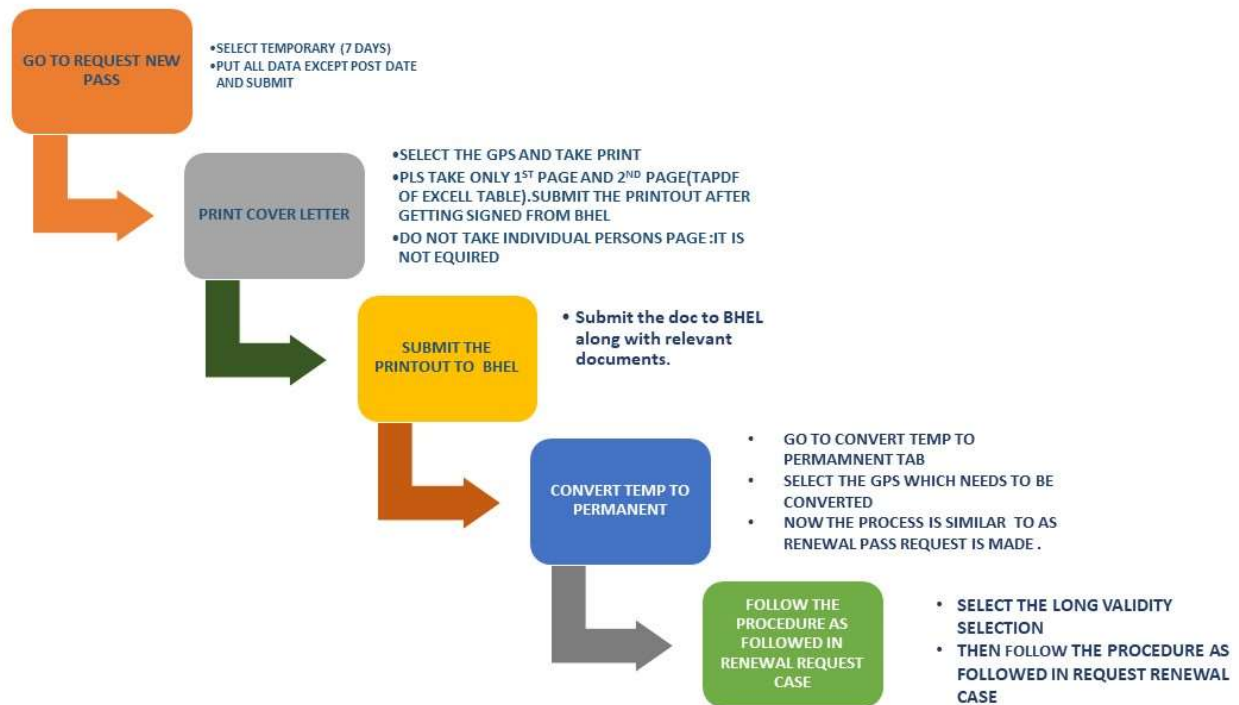 GO TO REQUEST NEW
PASS
•SELECT TEMPORARY (7 DAYS)
•PUT ALL DATA EXCEPT POST DATE
AND SUBMIT
PRINT COVER LETTER
•SELECT THE GPS AND TAKE PRINT
•PLS TAKE ONLY 1ST PAGE AND 2ND PAGE(TAPDF
OF EXCELL TABLE).SUBMIT THE PRINTOUT AFTER
GETTING SIGNED FROM BHEL
•DO NOT TAKE INDIVIDUAL PERSONS PAGE :IT IS
NOT EQUIRED
SUBMIT THE
PRINTOUT TO BHEL
• Submit the doc to BHEL
along with relevant
documents.
CONVERT TEMP TO
PERMANENT
• GO TO CONVERT TEMP TO
PERMAMNENT TAB
• SELECT THE GPS WHICH NEEDS TO BE
CONVERTED
• NOW THE PROCESS IS SIMILAR TO AS
RENEWAL PASS REQUEST IS MADE .
FOLLOW THE
PROCEDURE AS
FOLLOWED IN
RENEWAL REQUEST
CASE
• SELECT THE LONG VALIDITY
SELECTION
• THEN FOLLOW THE PROCEDURE AS
FOLLOWED IN REQUEST RENEWAL
CASE